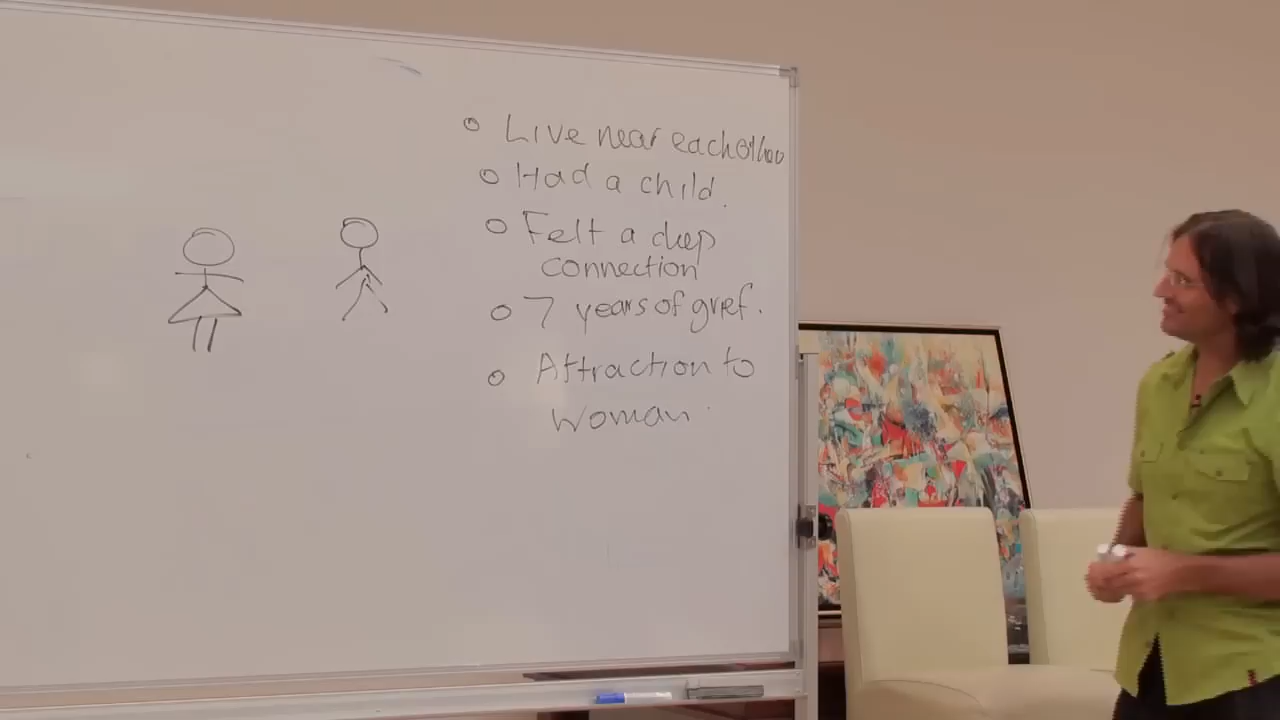 Live near each other
Had a child.
Felt a deep
connection
7 years of grief.
Attraction to
woman.